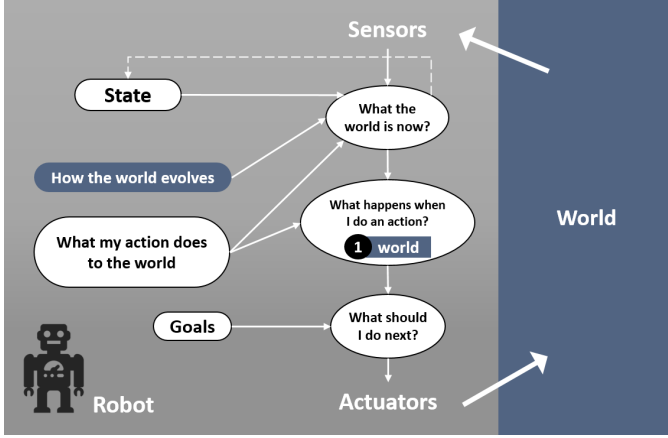 Sensors
State
What the
world is now?
How the world evolves
What happens when
I do an action?
1 world
What my action does
to the world
World
Goals
What should
I do next?
Robot
Actuators